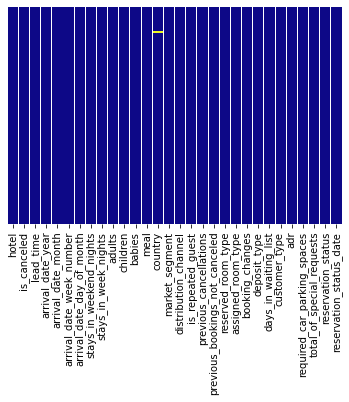 hotel
is_canceled
lead_time
arrival_date_year
arrival_date_month
arrival_date_week_number
arrival_date_day_of_month
stays_in_weekend_nights
stays_in_week_nights
adults
children
babies
meal
country
market_segment
distribution_channel
is_repeated_guest
previous_cancellations
previous_bookings_not_canceled
reserved_room_type
assigned_room_type
booking_changes
deposit_type
days_in_waiting_list
customer_type
adr
required_car_parking_spaces
total_of_special_requests
reservation_status
reservation_status_date